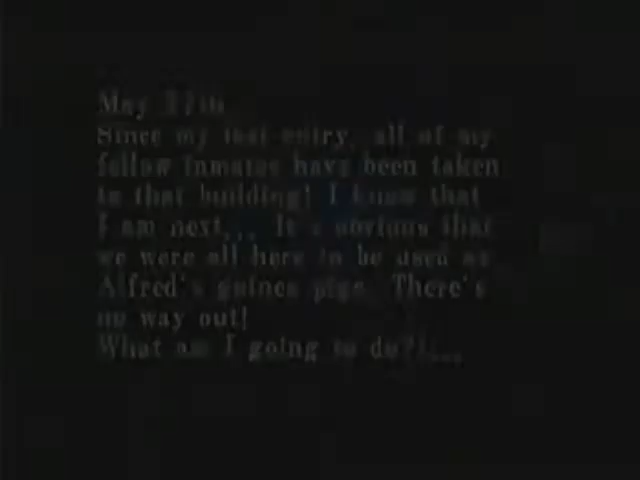 May 27th
Since my last entry, all of my
fellow inmates have been taken
to that building! I know that
I am next... It's obvious that
we were all here to be used as
Alfred's guinea pigs. There's
no way out!
What am I going to do?!...